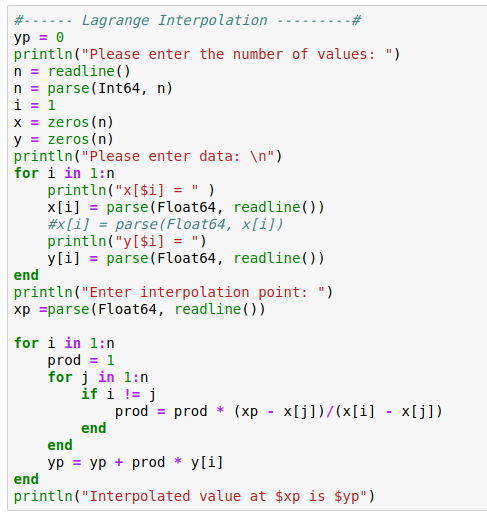 #------ Lagrange Interpolation ---------#
yp = 0
println("Please enter the number of values: ")
n = readline()
n = parse(Int64, n)
i = 1
x = zeros(n)
y = zeros(n)
println("Please enter data: \n")
for i in 1:n
    println("x[$i] = " )
    x[i] = parse(Float64, readline())
    #x[i] = parse(Float64, x[i])
    println("y[$i] = ")
    y[i] = parse(Float64, readline())
end
println("Enter interpolation point: ")
xp =parse(Float64, readline())

for i in 1:n
    prod = 1
    for j in 1:n
        if i != j
            prod = prod * (xp - x[j])/(x[i] - x[j])
        end
    end
    yp = yp + prod * y[i]
end
println("Interpolated value at $xp is $yp")